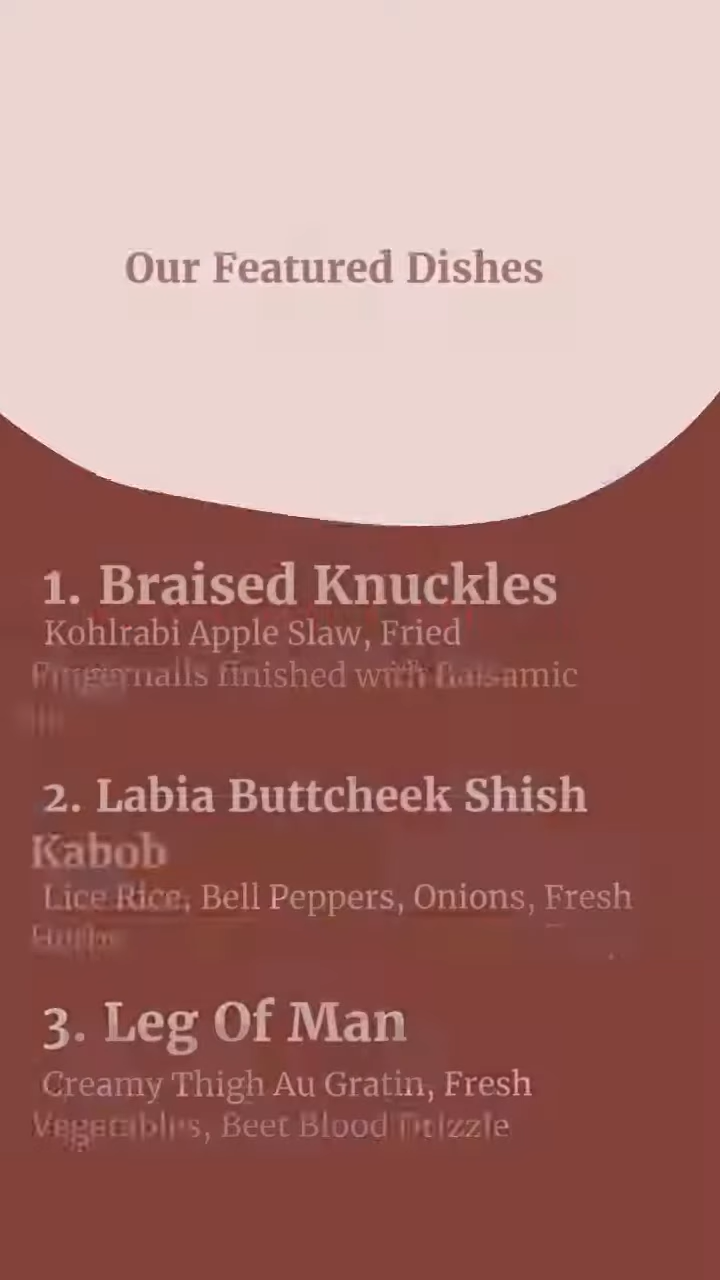 Our Featured Dishes
1. Braised Knuckles
Kohlrabi Apple Slaw, Fried
Fingernails finished with Balsamic
2. Labia Buttcheek Shish
Kabob
Lice Rice, Bell Peppers, Onions, Fresh
Herbs
3. Leg Of Man
Creamy Thigh Au Gratin, Fresh
Vegetables, Beet Blood Drizzle